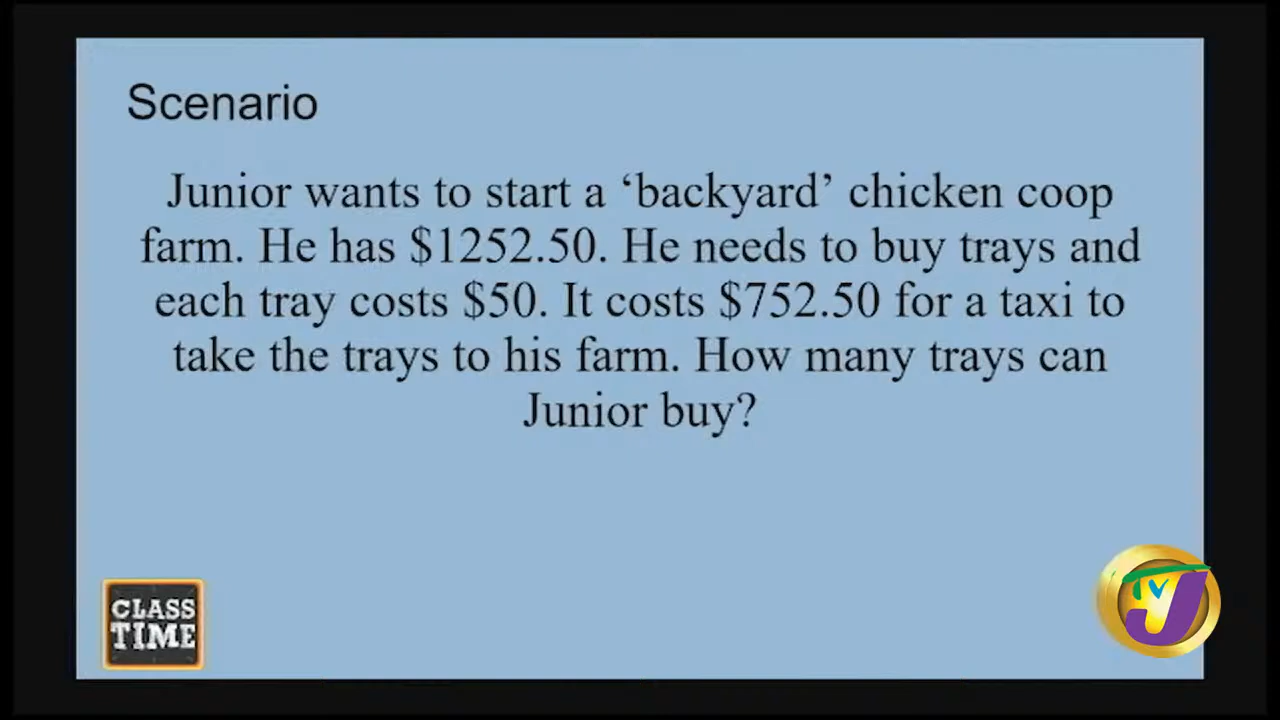 Scenario
Junior wants to start a ‘backyard’ chicken coop
farm. He has $1252.50. He needs to buy trays and
each tray costs $50. It costs $752.50 for a taxi to
take the trays to his farm. How many trays can
Junior buy?
CLASS
TIME
TVJ